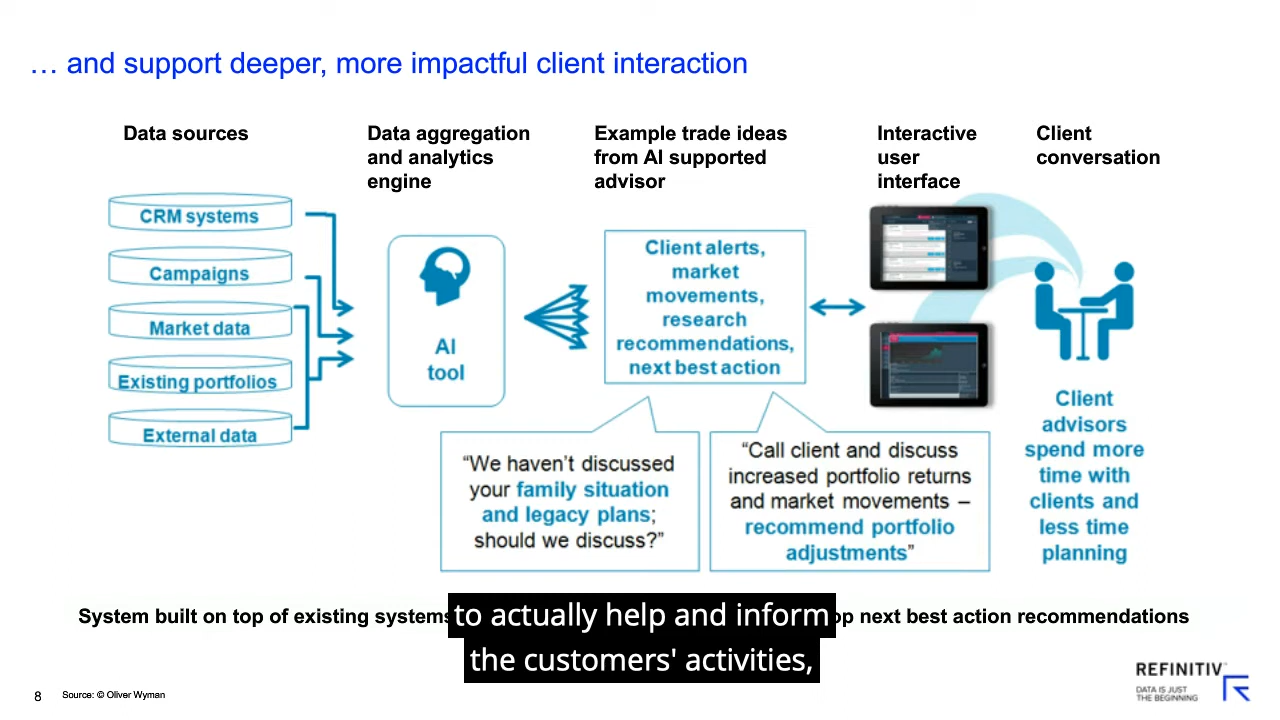 … and support deeper, more impactful client interaction
Data sources
Data aggregation
and analytics
engine
Example trade ideas
from AI supported
advisor
Interactive
user
interface
Client
conversation
CRM systems
Campaigns
Market data
Existing portfolios
External data
AI
tool
Client alerts,
market
movements,
research
recommendations,
next best action
“We haven’t discussed
your family situation
and legacy plans;
should we discuss?”
“Call client and discuss
increased portfolio returns
and market movements –
recommend portfolio
adjustments”
Client
advisors
spend more
time with
clients and
less time
planning
System built on top of existing systems
next best action recommendations
to actually help and inform
the customers' activities,
8
Source: © Oliver Wyman
REFINITIV
DATA IS JUST
THE BEGINNING